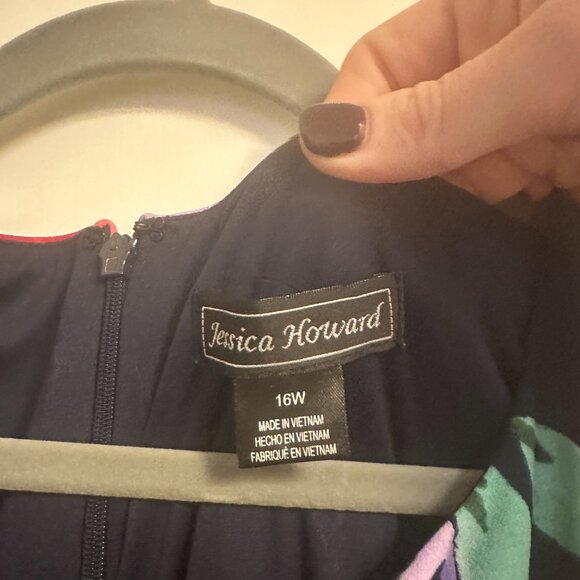 Jessica Howard
16W
MADE IN VIETNAM
HECHO EN VIETNAM
FABRIQUÉ EN VIETNAM